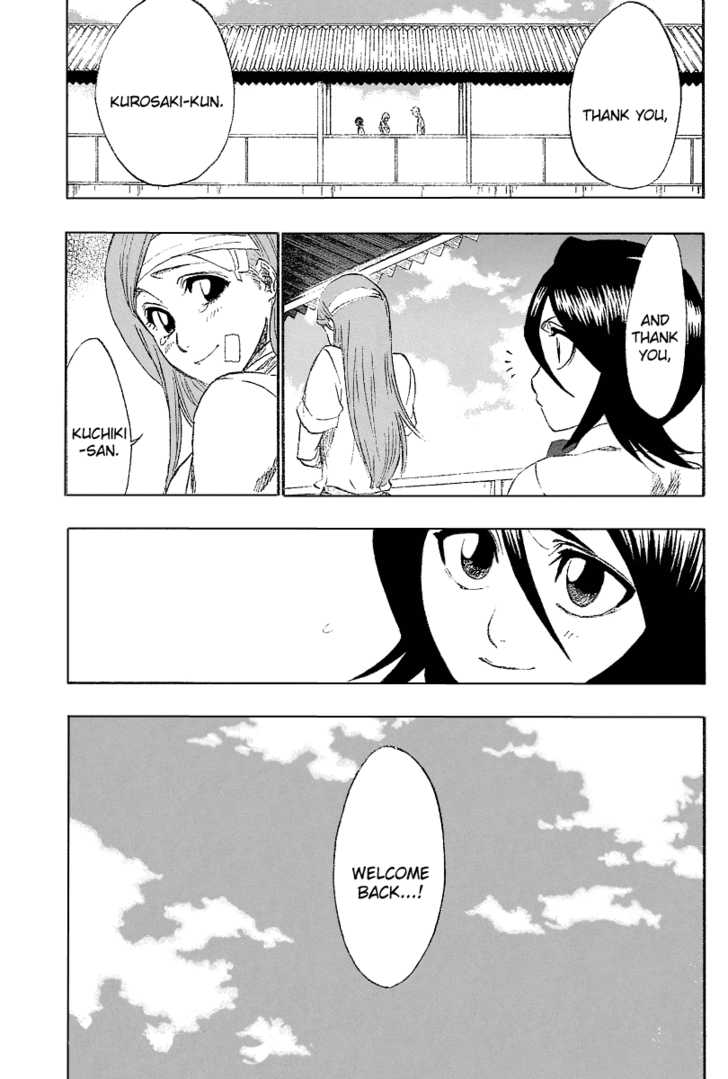 THANK YOU,
KUROSAKI-KUN.
AND
THANK
YOU,
KUCHIKI
-SAN.
WELCOME
BACK...!